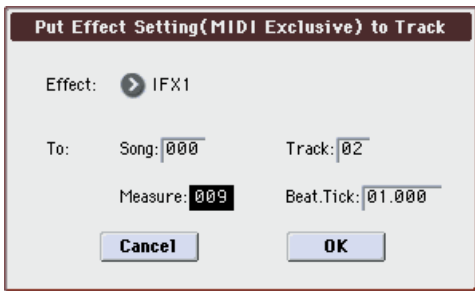 Put Effect Setting(MIDI Exclusive) to Track
Effect: IFX1
To: Song: 000 Track: 02
Measure: 009 Beat.Tick: 01.000
Cancel OK